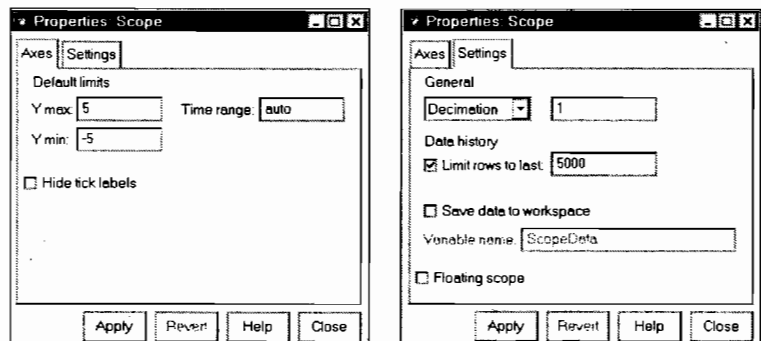 Properties: Scope
Axes Settings
Default limits
Y max: 5 Time range: auto
Y min: -5
Hide tick labels
Apply Revert Help Close
Properties: Scope
Axes Settings
General
Decimation 1
Data history
Limit rows to last: 5000
Save data to workspace
Variable name: ScopeData
Floating scope
Apply Revert Help Close